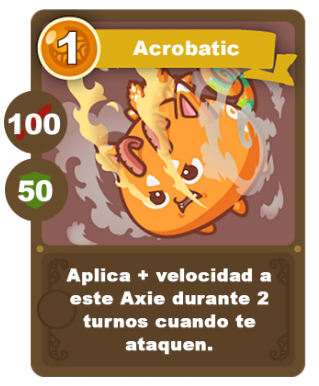 1
Acrobatic
100
50
Aplica + velocidad a
este Axie durante 2
turnos cuando te
ataquen.